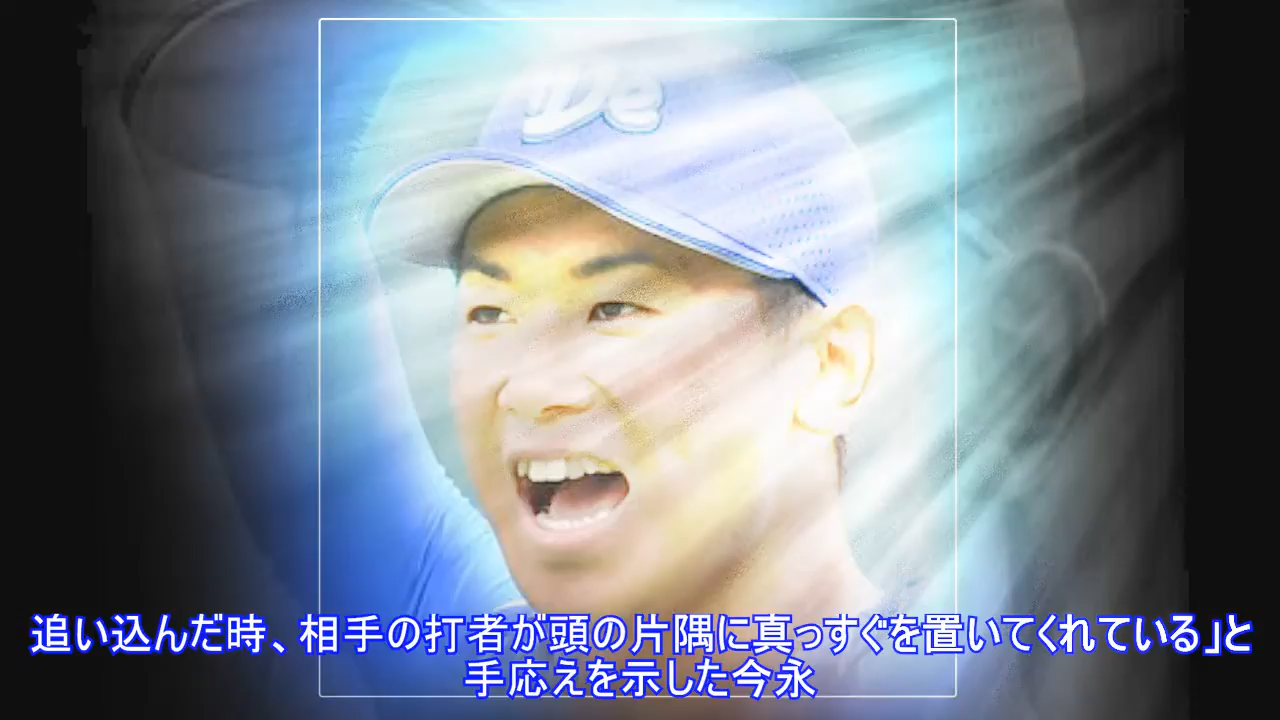 De
追い込んだ時、相手の打者が頭の片隅に真っすぐを置いてくれている」と
手応えを示した今永